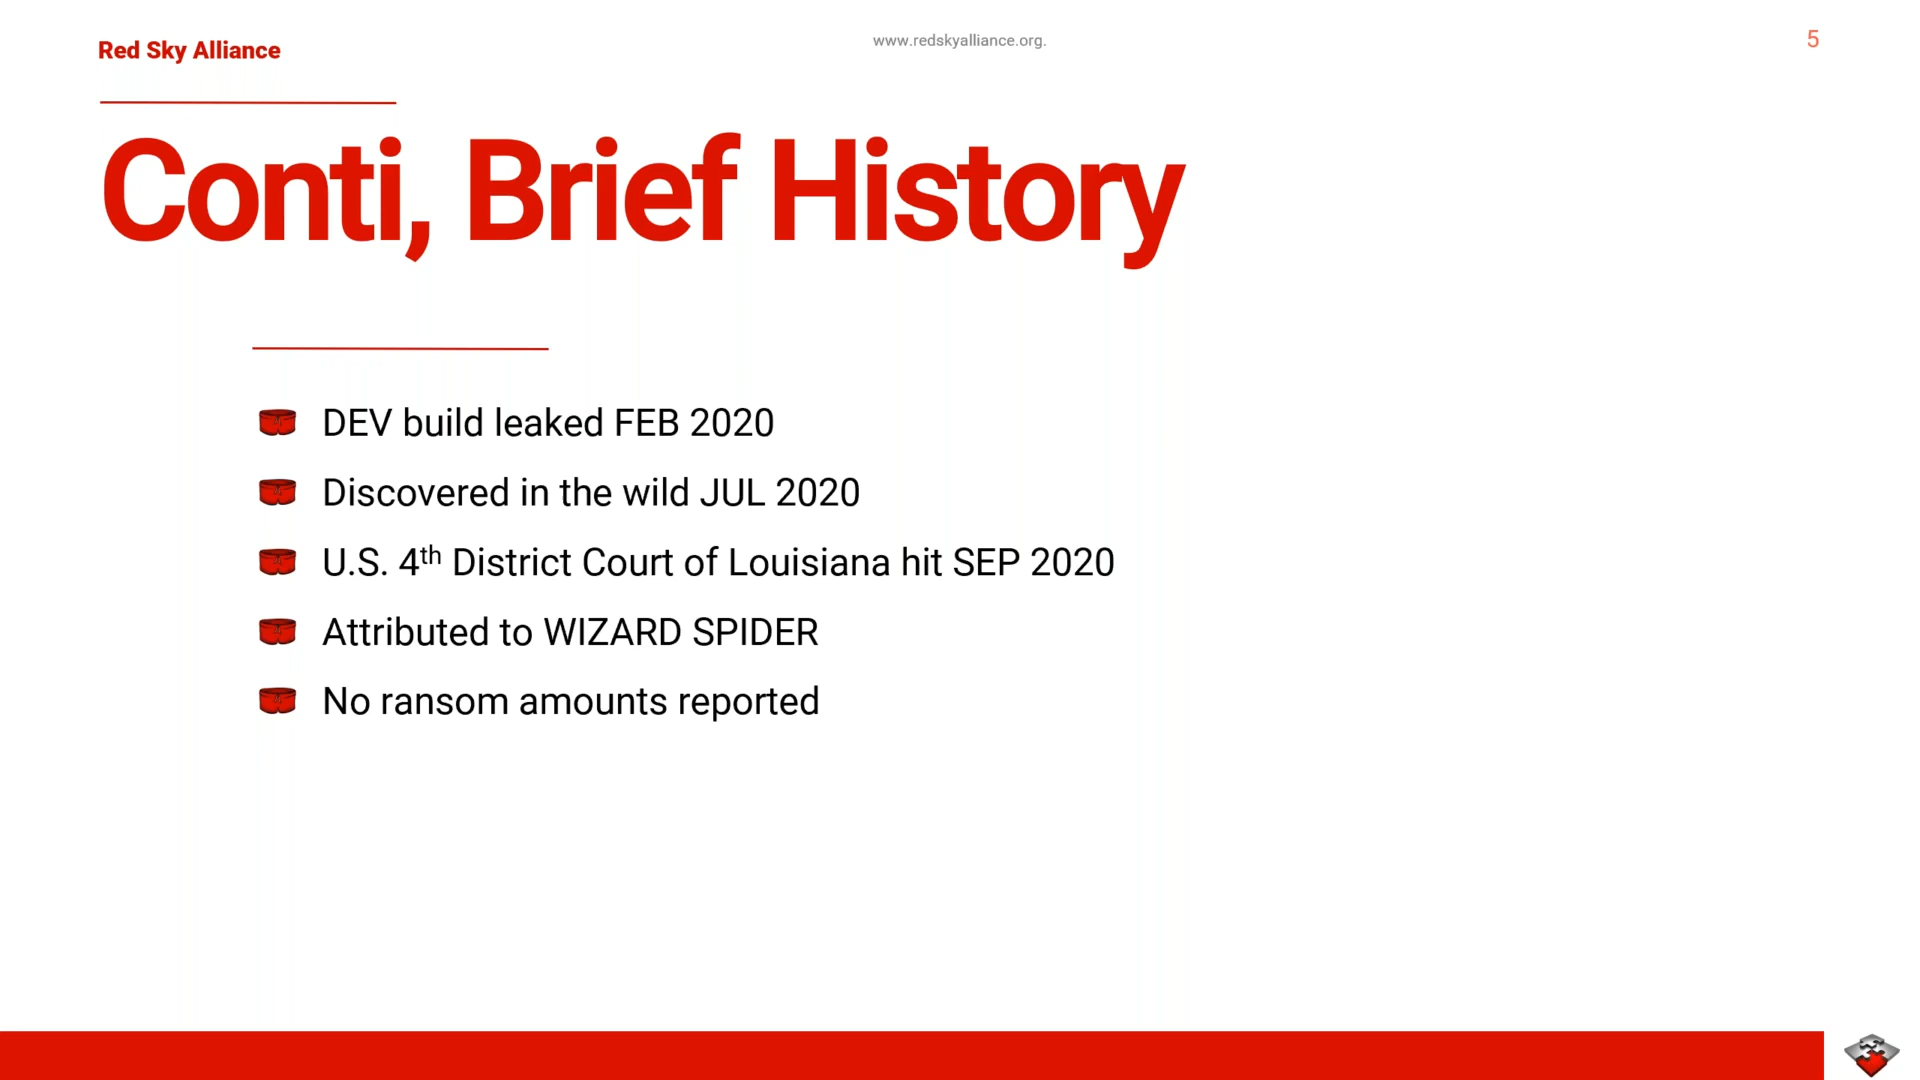 Red Sky Alliance
www.redskyalliance.org.
5
Conti, Brief History
DEV build leaked FEB 2020
Discovered in the wild JUL 2020
U.S. 4th District Court of Louisiana hit SEP 2020
Attributed to WIZARD SPIDER
No ransom amounts reported